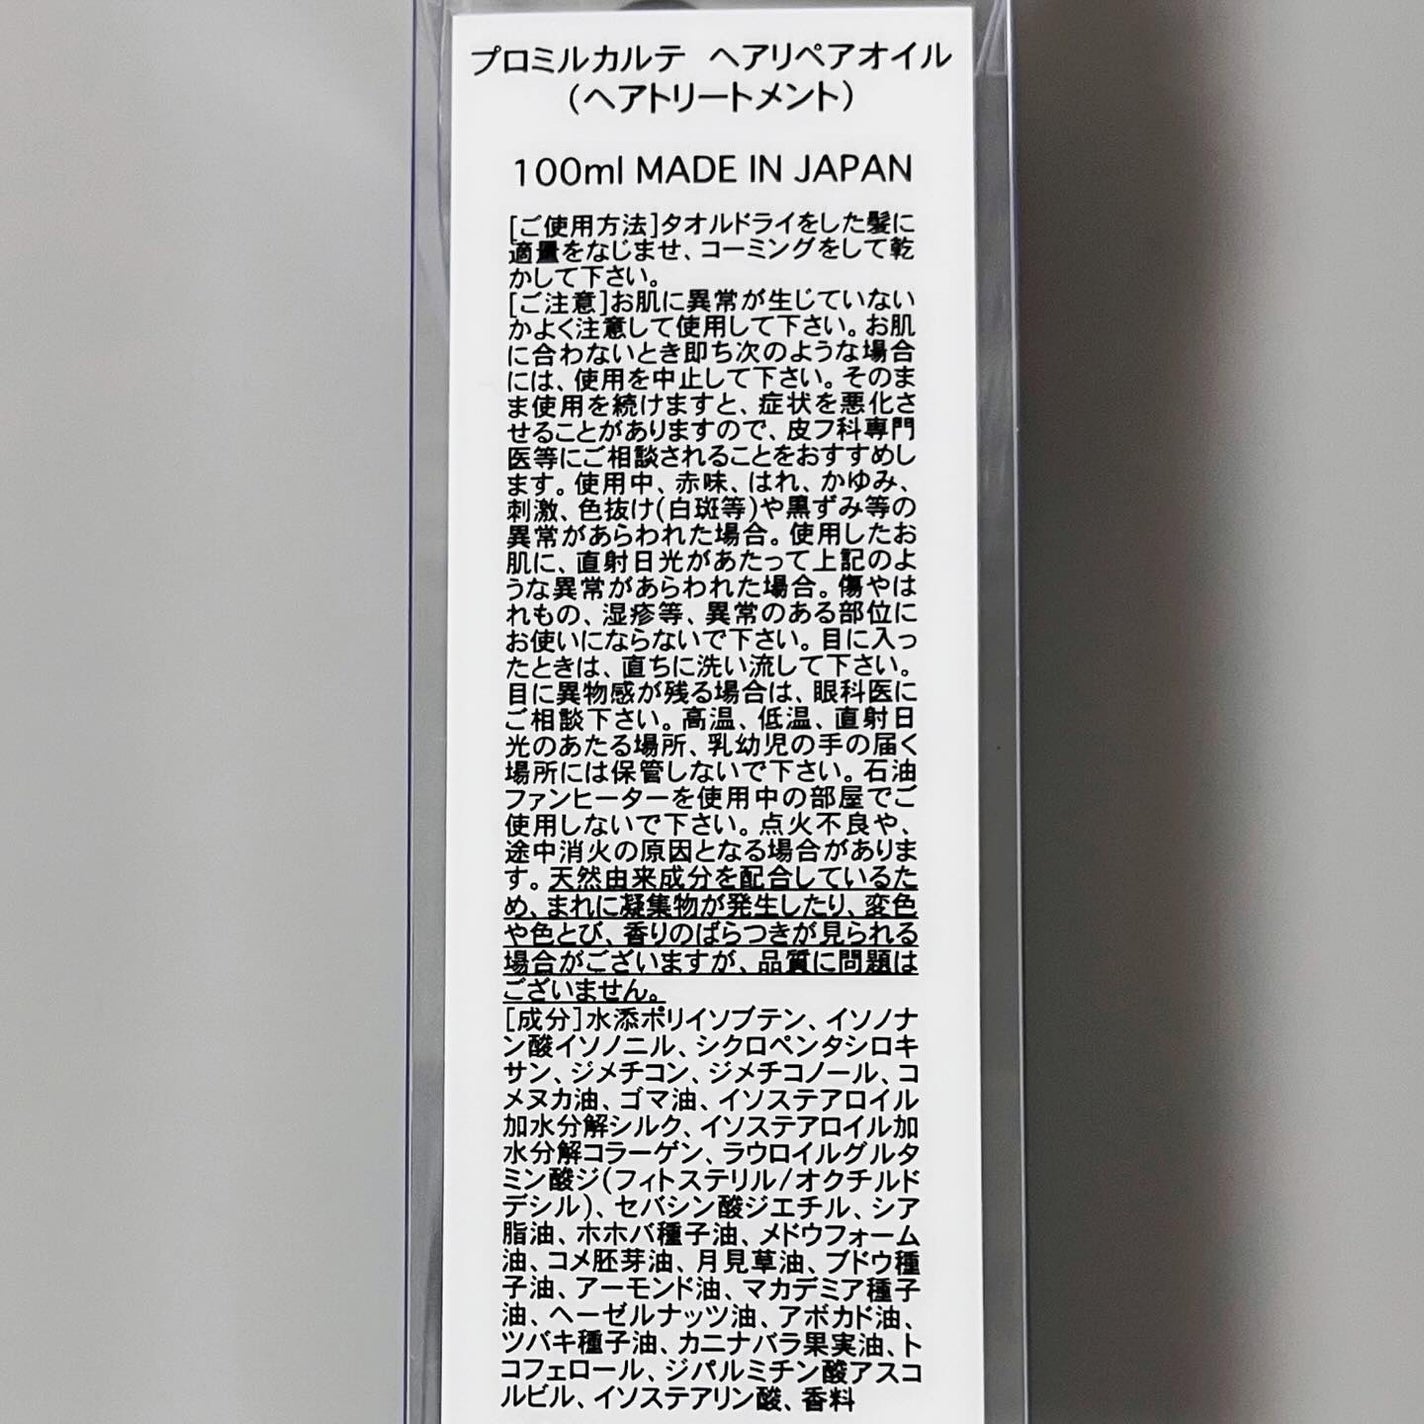 プロミルカルテ ヘアリペアオイル
（ヘアトリートメント）
100ml MADE IN JAPAN
[ご使用方法]タオルドライをした髪に
適量をなじませ、コーミングをして乾
かして下さい。
[ご注意]お肌に異常が生じていない
かよく注意して使用して下さい。お肌
に合わないとき即ち次のような場合
には、使用を中止して下さい。そのま
ま使用を続けますと、症状を悪化さ
せることがありますので、皮フ科専門
医等にご相談されることをおすすめし
ます。使用中、赤味、はれ、かゆみ、
刺激、色抜け(白斑等)や黒ずみ等の
異常があらわれた場合。使用したお
肌に、直射日光があたって上記のよ
うな異常があらわれた場合。傷やは
れもの、湿疹等、異常のある部位に
お使いにならないで下さい。目に入っ
たときは、直ちに洗い流して下さい。
目に異物感が残る場合は、眼科医に
ご相談下さい。高温、低温、直射日
光のあたる場所、乳幼児の手の届く
場所には保管しないで下さい。石油
ファンヒーターを使用中の部屋でご
使用しないで下さい。点火不良や、
途中消火の原因となる場合がありま
す。天然由来成分を配合しているた
め、まれに凝集物が発生したり、変色
や色とび、香りのばらつきが見られる
場合がございますが、品質に問題は
ございません。
[成分]水添ポリイソブテン、イソノナ
ン酸イソノニル、シクロペンタシロキ
サン、ジメチコン、ジメチコノール、コ
メヌカ油、ゴマ油、イソステアロイル
加水分解シルク、イソステアロイル加
水分解コラーゲン、ラウロイルグルタ
ミン酸ジ(フィトステリル/オクチルド
デシル)、セバシン酸ジエチル、シア
脂油、ホホバ種子油、メドウフォーム
油、コメ胚芽油、月見草油、ブドウ種
子油、アーモンド油、マカデミア種子
油、ヘーゼルナッツ油、アボカド油、
ツバキ種子油、カニナバラ果実油、ト
コフェロール、ジパルミチン酸アスコ
ルビル、イソステアリン酸、香料